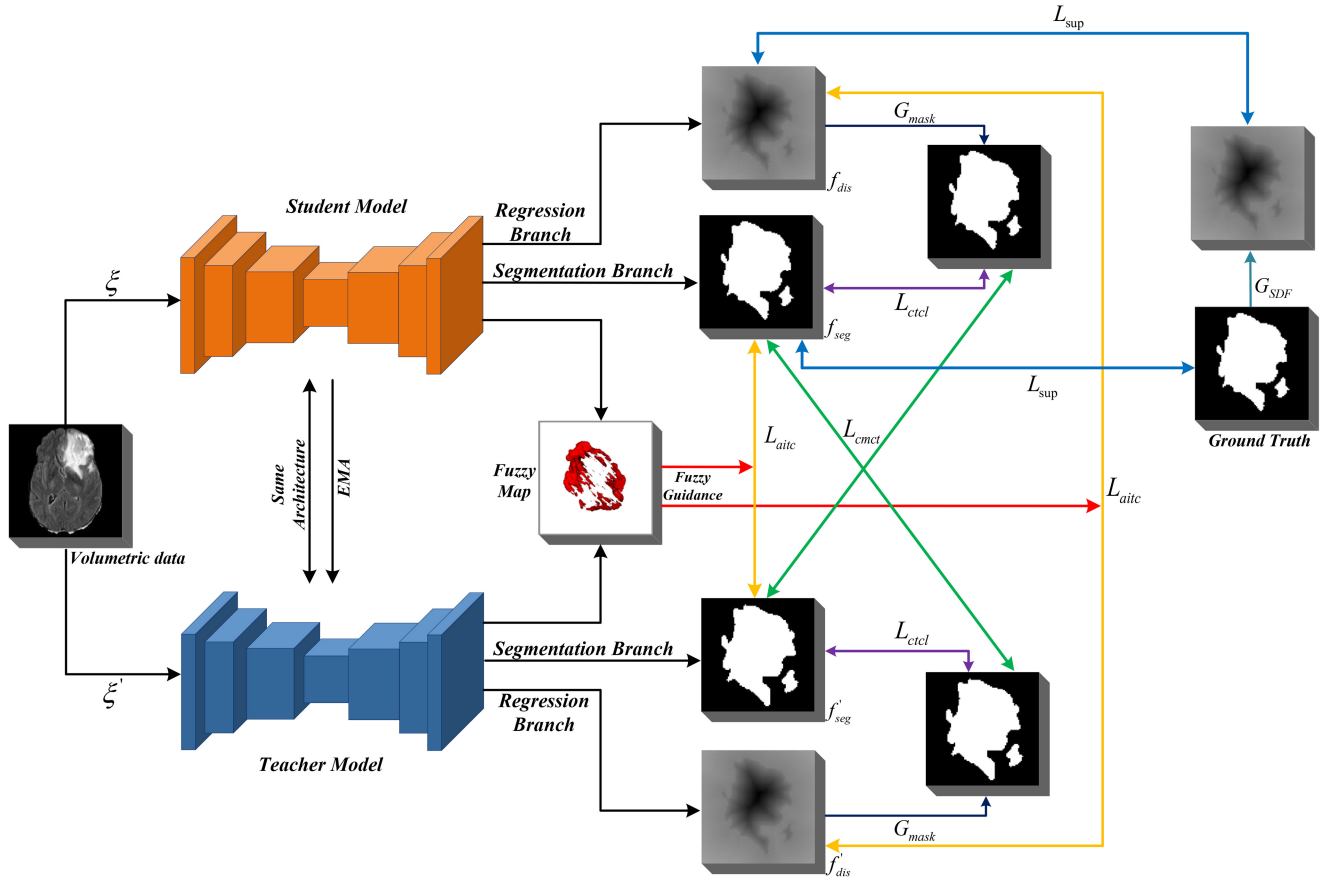 L_sup
G_mask
f_dis
Student Model
Regression
Branch
Segmentation Branch
ξ
L_ctcl
f_seg
G_SDF
L_sup
Ground Truth
Same
Architecture
EMA
L_aitc
L_cmct
Fuzzy
Map
Fuzzy
Guidance
L_aitc
Volumetric data
Segmentation Branch
L_ctcl
ξ'
Regression
Branch
f'_seg
Teacher Model
G_mask
f'_dis